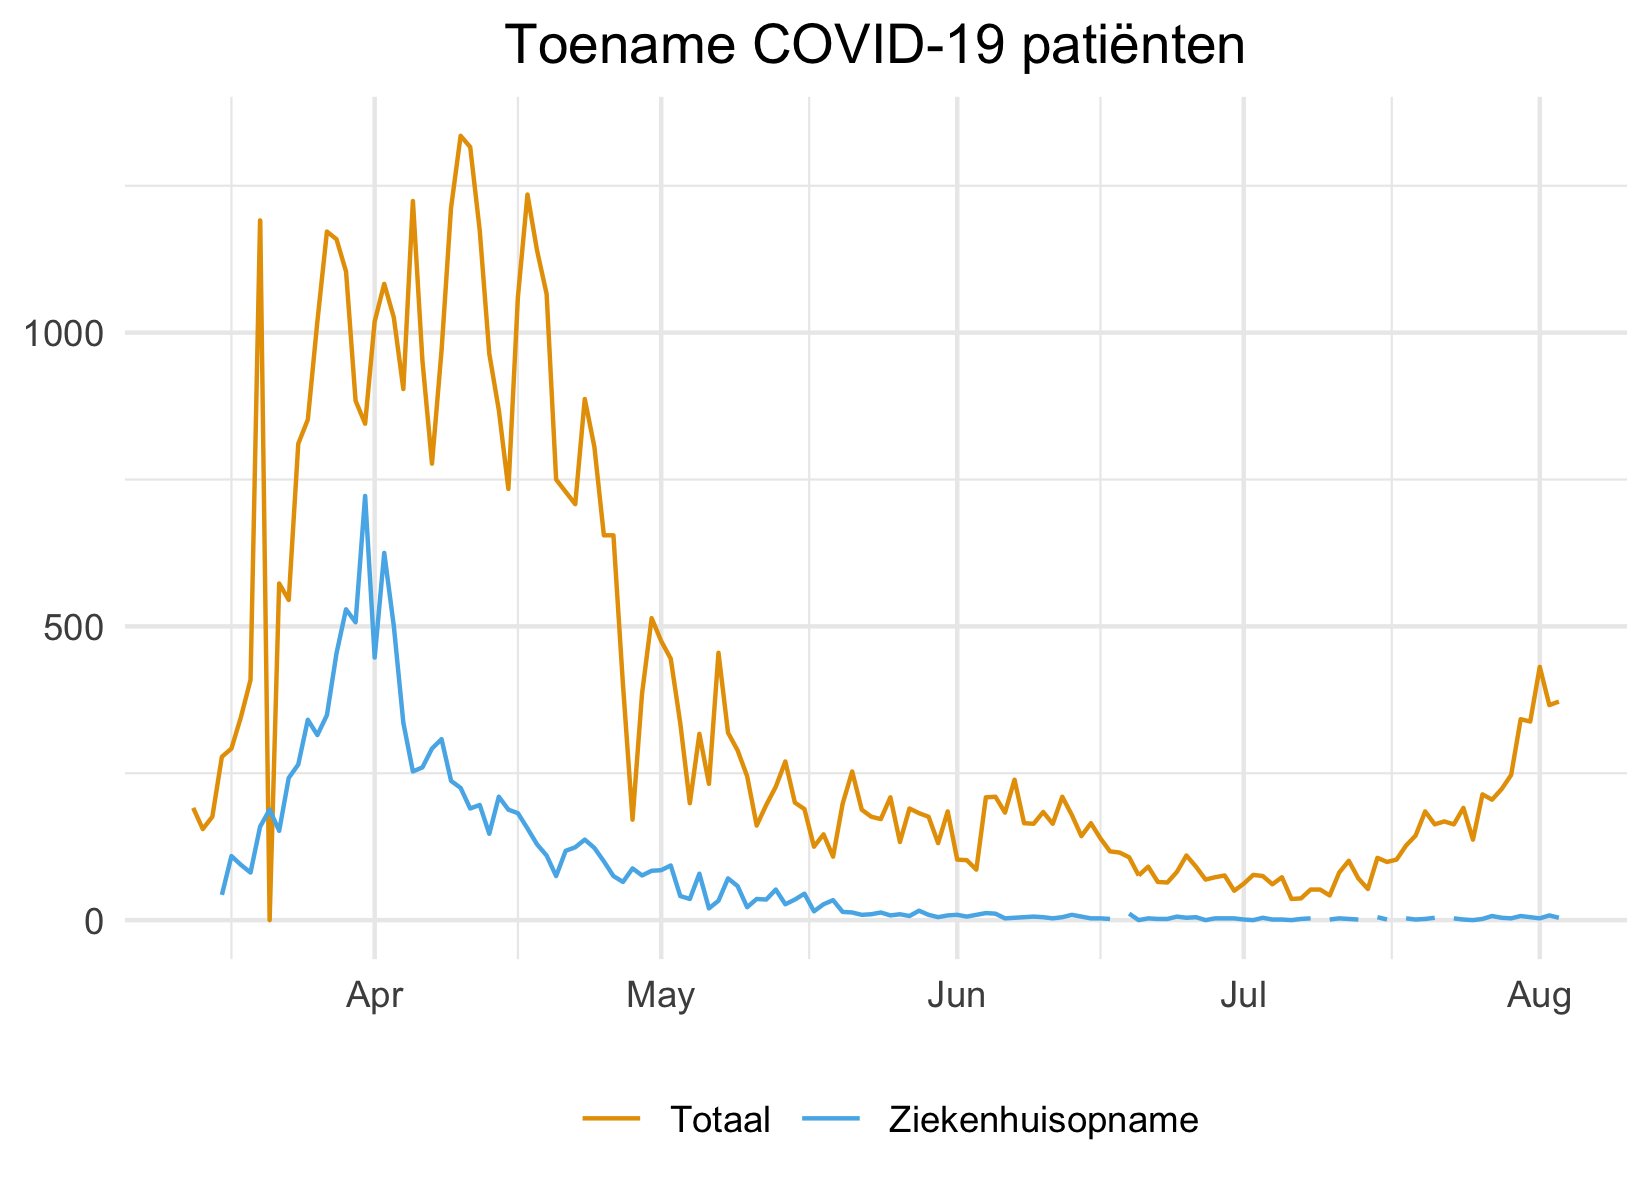 Toename COVID-19 patiënten
1000
500
0
Apr May Jun Jul Aug
Totaal Ziekenhuisopname